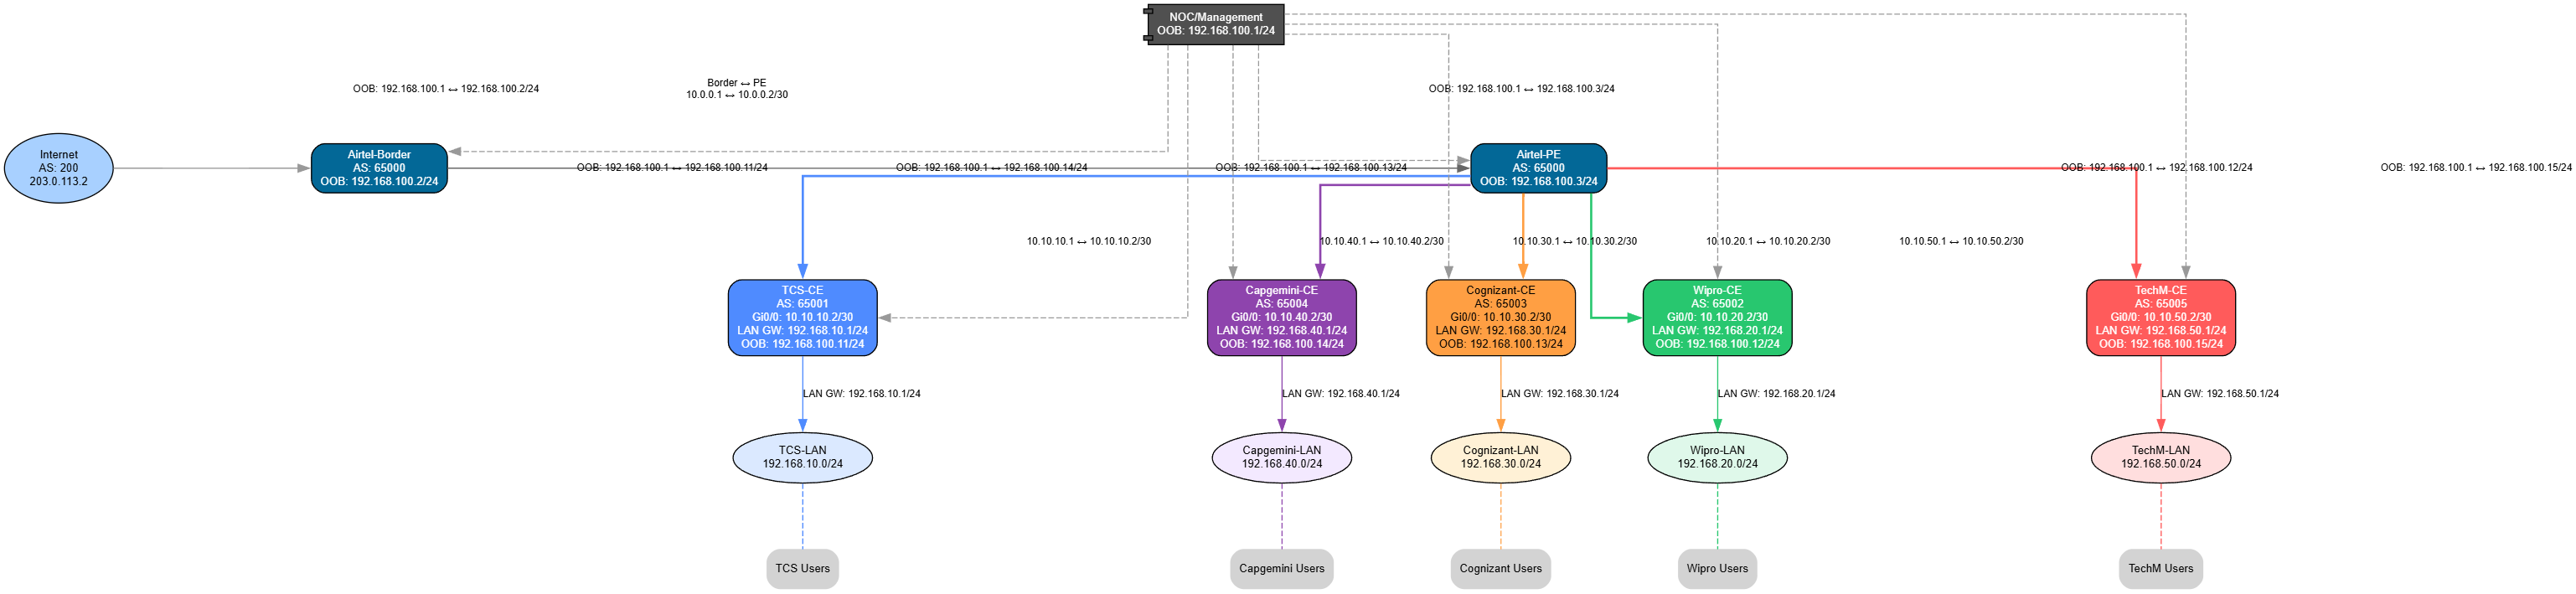 NOC/Management
OOB: 192.168.100.1/24
OOB: 192.168.100.1 ↔ 192.168.100.2/24
Border ↔ PE
10.0.0.1 ↔ 10.0.0.2/30
OOB: 192.168.100.1 ↔ 192.168.100.3/24
Internet
AS: 200
203.0.113.2
Airtel-Border
AS: 65000
OOB: 192.168.100.2/24
OOB: 192.168.100.1 ↔ 192.168.100.11/24
OOB: 192.168.100.1 ↔ 192.168.100.14/24
OOB: 192.168.100.1 ↔ 192.168.100.13/24
Airtel-PE
AS: 65000
OOB: 192.168.100.3/24
OOB: 192.168.100.1 ↔ 192.168.100.12/24
OOB: 192.168.100.1 ↔ 192.168.100.15/24
10.10.10.1 ↔ 10.10.10.2/30
10.10.40.1 ↔ 10.10.40.2/30
10.10.30.1 ↔ 10.10.30.2/30
10.10.20.1 ↔ 10.10.20.2/30
10.10.50.1 ↔ 10.10.50.2/30
TCS-CE
AS: 65001
Gi0/0: 10.10.10.2/30
LAN GW: 192.168.10.1/24
OOB: 192.168.100.11/24
Capgemini-CE
AS: 65004
Gi0/0: 10.10.40.2/30
LAN GW: 192.168.40.1/24
OOB: 192.168.100.14/24
Cognizant-CE
AS: 65003
Gi0/0: 10.10.30.2/30
LAN GW: 192.168.30.1/24
OOB: 192.168.100.13/24
Wipro-CE
AS: 65002
Gi0/0: 10.10.20.2/30
LAN GW: 192.168.20.1/24
OOB: 192.168.100.12/24
TechM-CE
AS: 65005
Gi0/0: 10.10.50.2/30
LAN GW: 192.168.50.1/24
OOB: 192.168.100.15/24
LAN GW: 192.168.10.1/24
LAN GW: 192.168.40.1/24
LAN GW: 192.168.30.1/24
LAN GW: 192.168.20.1/24
LAN GW: 192.168.50.1/24
TCS-LAN
192.168.10.0/24
Capgemini-LAN
192.168.40.0/24
Cognizant-LAN
192.168.30.0/24
Wipro-LAN
192.168.20.0/24
TechM-LAN
192.168.50.0/24
TCS Users
Capgemini Users
Cognizant Users
Wipro Users
TechM Users